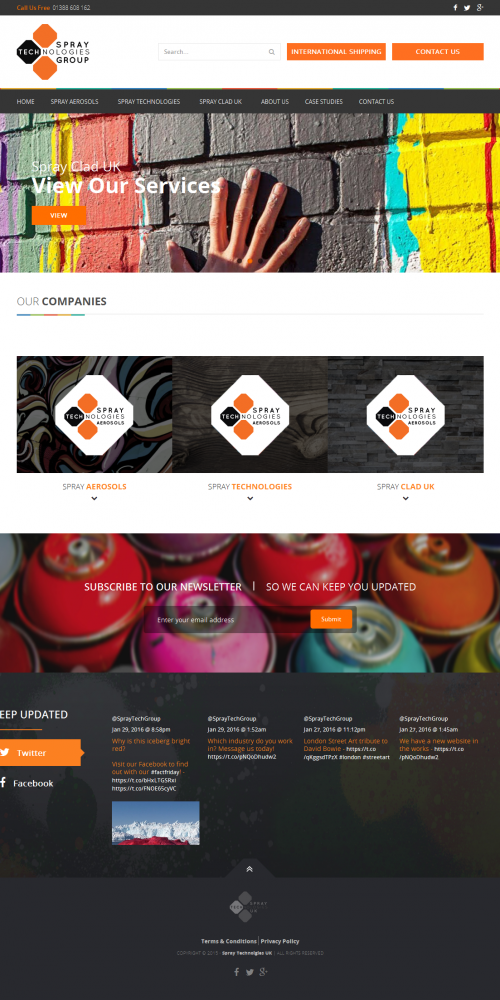 Call Us Free 01388 608 162
SPRAY
TECHNOLOGIES
GROUP
Search...
INTERNATIONAL SHIPPING
CONTACT US
HOME SPRAY AEROSOLS SPRAY TECHNOLOGIES SPRAY CLAD UK ABOUT US CASE STUDIES CONTACT US
Spray Clad UK
View Our Services
VIEW
OUR COMPANIES
SPRAY
TECHNOLOGIES
AEROSOLS
SPRAY
TECHNOLOGIES
AEROSOLS
SPRAY
TECHNOLOGIES
AEROSOLS
SPRAY AEROSOLS
SPRAY TECHNOLOGIES
SPRAY CLAD UK
SUBSCRIBE TO OUR NEWSLETTER | SO WE CAN KEEP YOU UPDATED
Enter your email address
Submit
EEP UPDATED
Twitter
Facebook
@SprayTechGroup
Jan 29, 2016 @ 8:58pm
Why is this iceberg bright
red?
Visit our Facebook to find
out with our #factfriday! -
https://t.co/bHxLTGSRxi
https://t.co/FN0E65cyVC
@SprayTechGroup
Jan 29, 2016 @ 1:52am
Which industry do you work
in? Message us today!
https://t.co/pNQoDhudw2
@SprayTechGroup
Jan 27, 2016 @ 11:12pm
London Street Art tribute to
David Bowie - https://t.co
/qKggsdTPzX #london #streetart
@SprayTechGroup
Jan 27, 2016 @ 1:45am
We have a new website in
the works - https://t.co
/pNQoDhudw2
SPRAY
TECHNOLOGIES
UK
Terms & Conditions | Privacy Policy
COPYRIGHT © 2015 | Spray Technolgies UK | ALL RIGHTS RESERVED